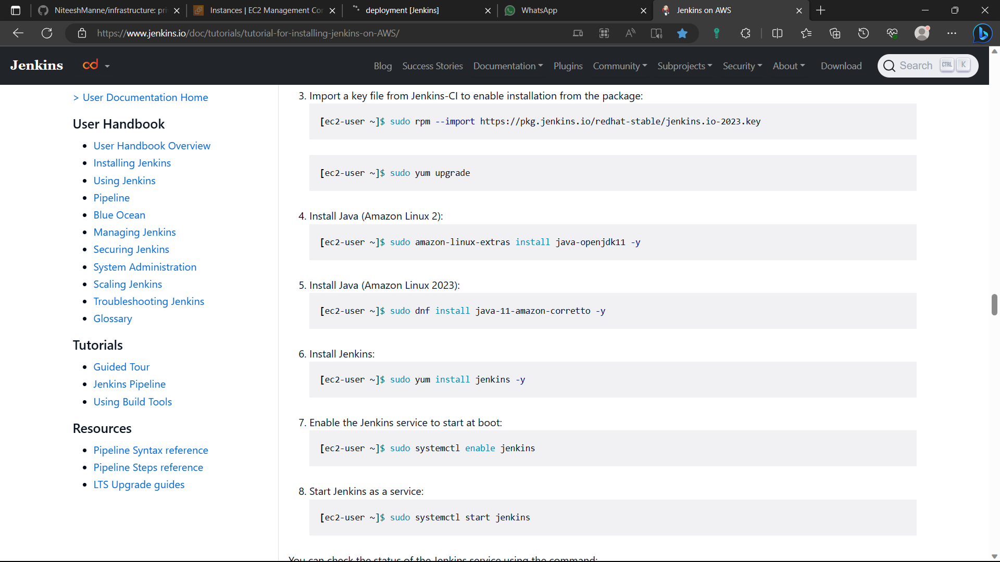 NiteeshManne/infrastructure: pri
Instances | EC2 Management Co
deployment [Jenkins]
WhatsApp
Jenkins on AWS
https://www.jenkins.io/doc/tutorials/tutorial-for-installing-jenkins-on-AWS/
Jenkins
cd
Blog
Success Stories
Documentation
Plugins
Community
Subprojects
Security
About
Download
Search
CTRL
K
> User Documentation Home
User Handbook
User Handbook Overview
Installing Jenkins
Using Jenkins
Pipeline
Blue Ocean
Managing Jenkins
Securing Jenkins
System Administration
Scaling Jenkins
Troubleshooting Jenkins
Glossary
Tutorials
Guided Tour
Jenkins Pipeline
Using Build Tools
Resources
Pipeline Syntax reference
Pipeline Steps reference
LTS Upgrade guides
3. Import a key file from Jenkins-CI to enable installation from the package:
[ec2-user ~]$ sudo rpm --import https://pkg.jenkins.io/redhat-stable/jenkins.io-2023.key
[ec2-user ~]$ sudo yum upgrade
4. Install Java (Amazon Linux 2):
[ec2-user ~]$ sudo amazon-linux-extras install java-openjdk11 -y
5. Install Java (Amazon Linux 2023):
[ec2-user ~]$ sudo dnf install java-11-amazon-corretto -y
6. Install Jenkins:
[ec2-user ~]$ sudo yum install jenkins -y
7. Enable the Jenkins service to start at boot:
[ec2-user ~]$ sudo systemctl enable jenkins
8. Start Jenkins as a service:
[ec2-user ~]$ sudo systemctl start jenkins
You can check the status of the Jenkins service using the command: